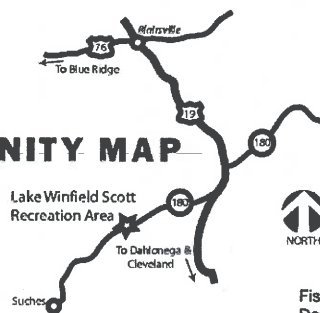 Blairsville
76
To Blue Ridge
19
NITY MAP
180
Lake Winfield Scott
Recreation Area
180
NORTH
To Dahlonega &
Cleveland
Suches
Fis